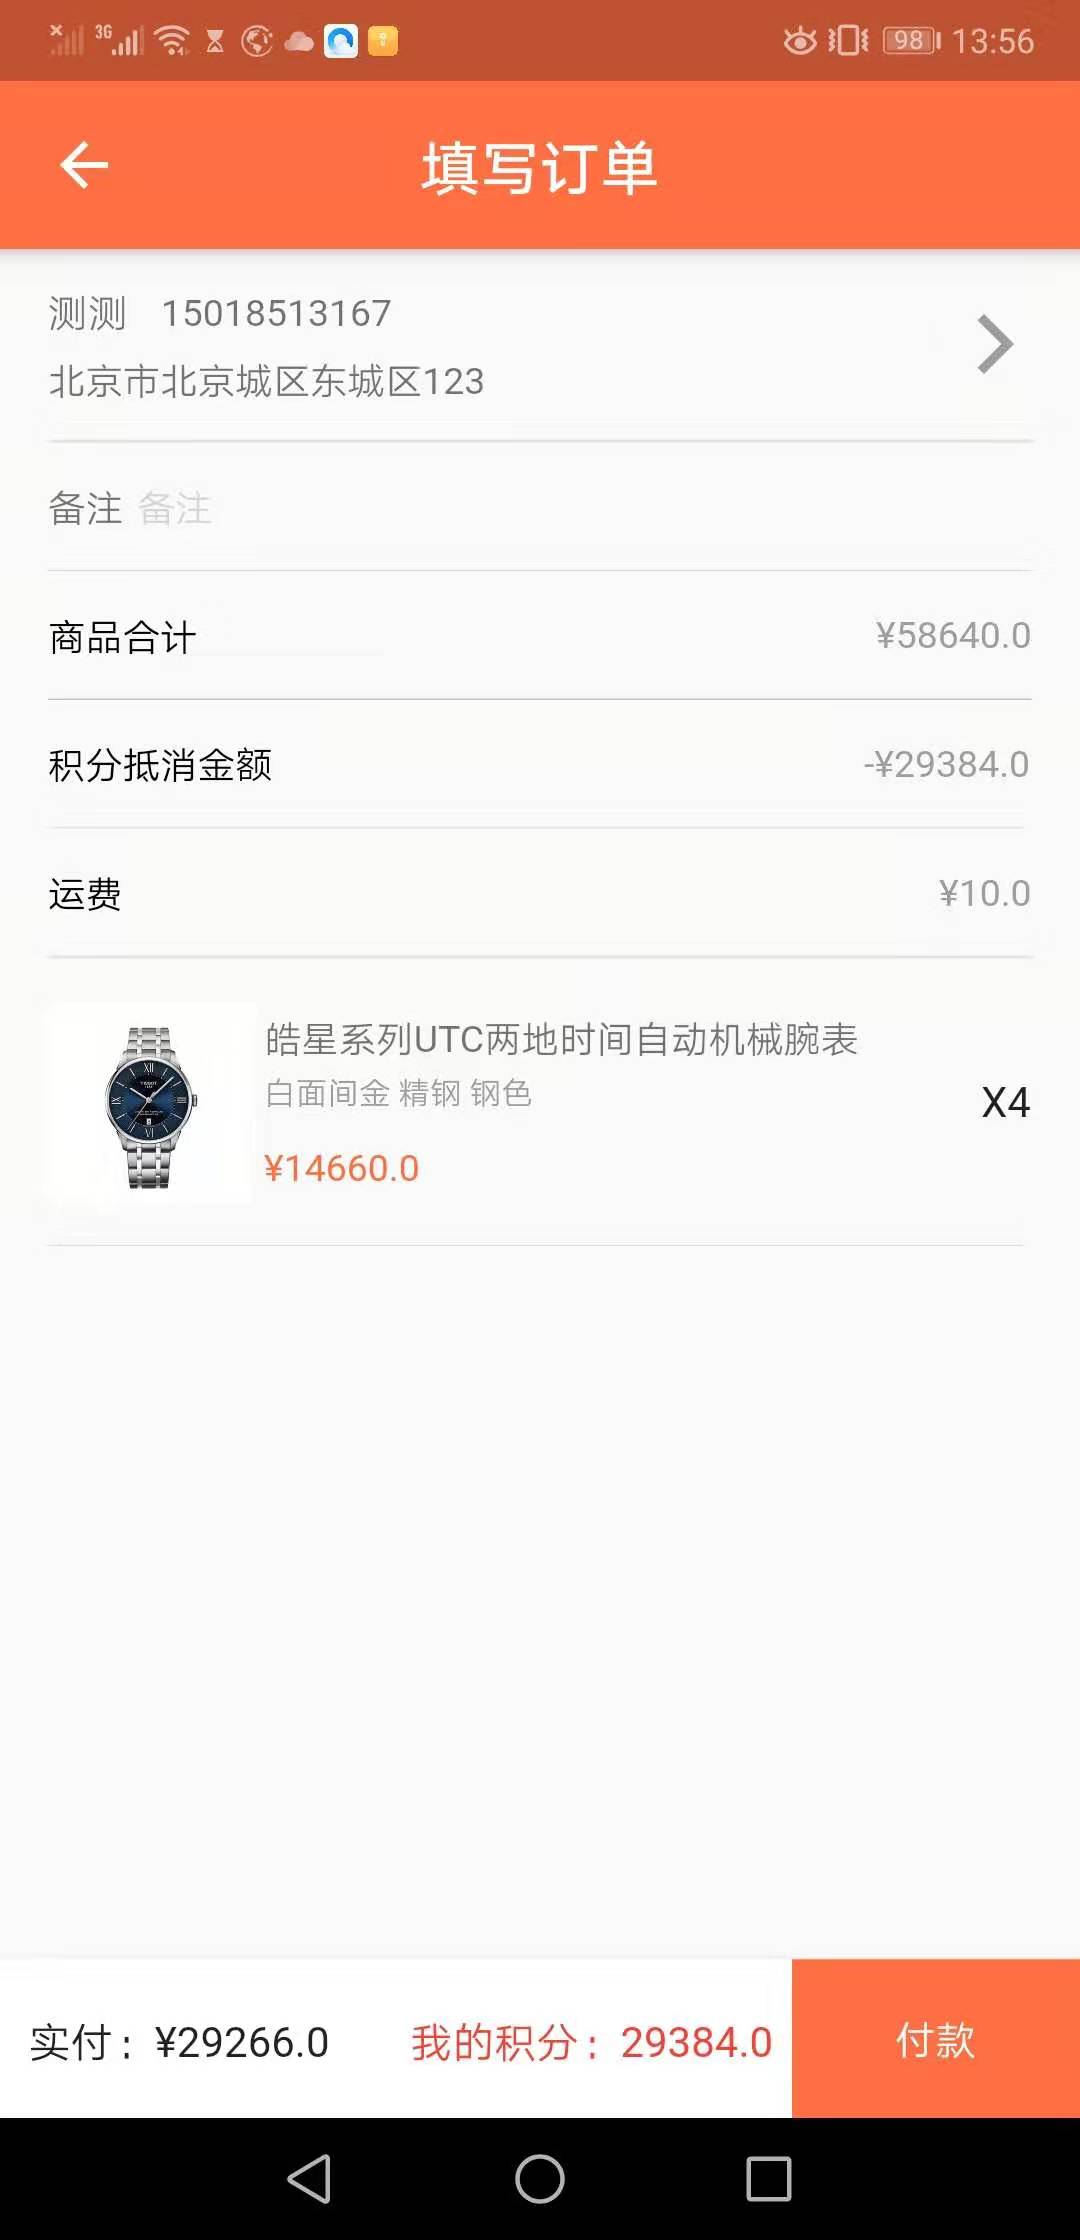 3G 98 13:56
填写订单
测测 15018513167
北京市北京城区东城区123
备注 备注
商品合计 ¥58640.0
积分抵消金额 -¥29384.0
运费 ¥10.0
皓星系列UTC两地时间自动机械腕表
白面间金 精钢 钢色
X4
¥14660.0
实付：¥29266.0 我的积分：29384.0 付款